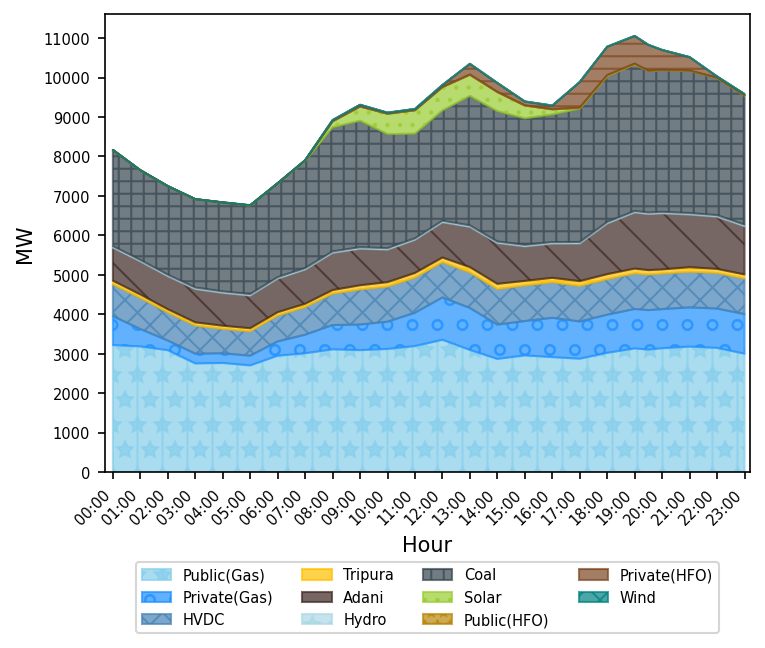 MW
11000
10000
9000
8000
7000
6000
5000
4000
3000
2000
1000
0
00:00 01:00 02:00 03:00 04:00 05:00 06:00 07:00 08:00 09:00 10:00 11:00 12:00 13:00 14:00 15:00 16:00 17:00 18:00 19:00 20:00 21:00 22:00 23:00
Hour
Public(Gas) Tripura Coal Private(HFO)
Private(Gas) Adani Solar Wind
HVDC Hydro Public(HFO)